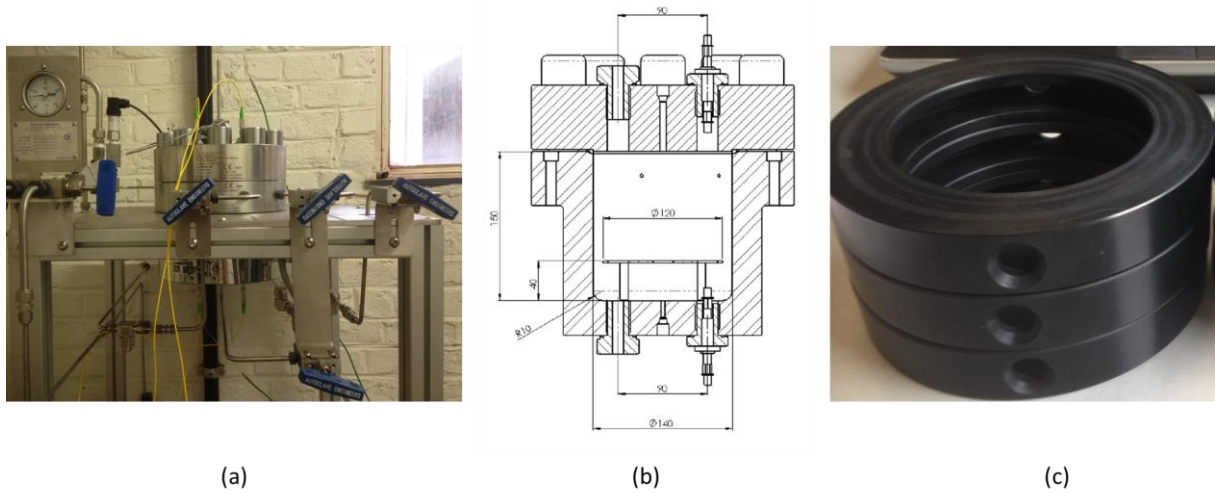 AUTOCLAVE ENGINEERS
AUTOCLAVE ENGINEERS
AUTOCLAVE ENGINEERS
AUTOCLAVE ENGINEERS
90
150
Ø120
40
R10
90
Ø140
(a)
(b)
(c)